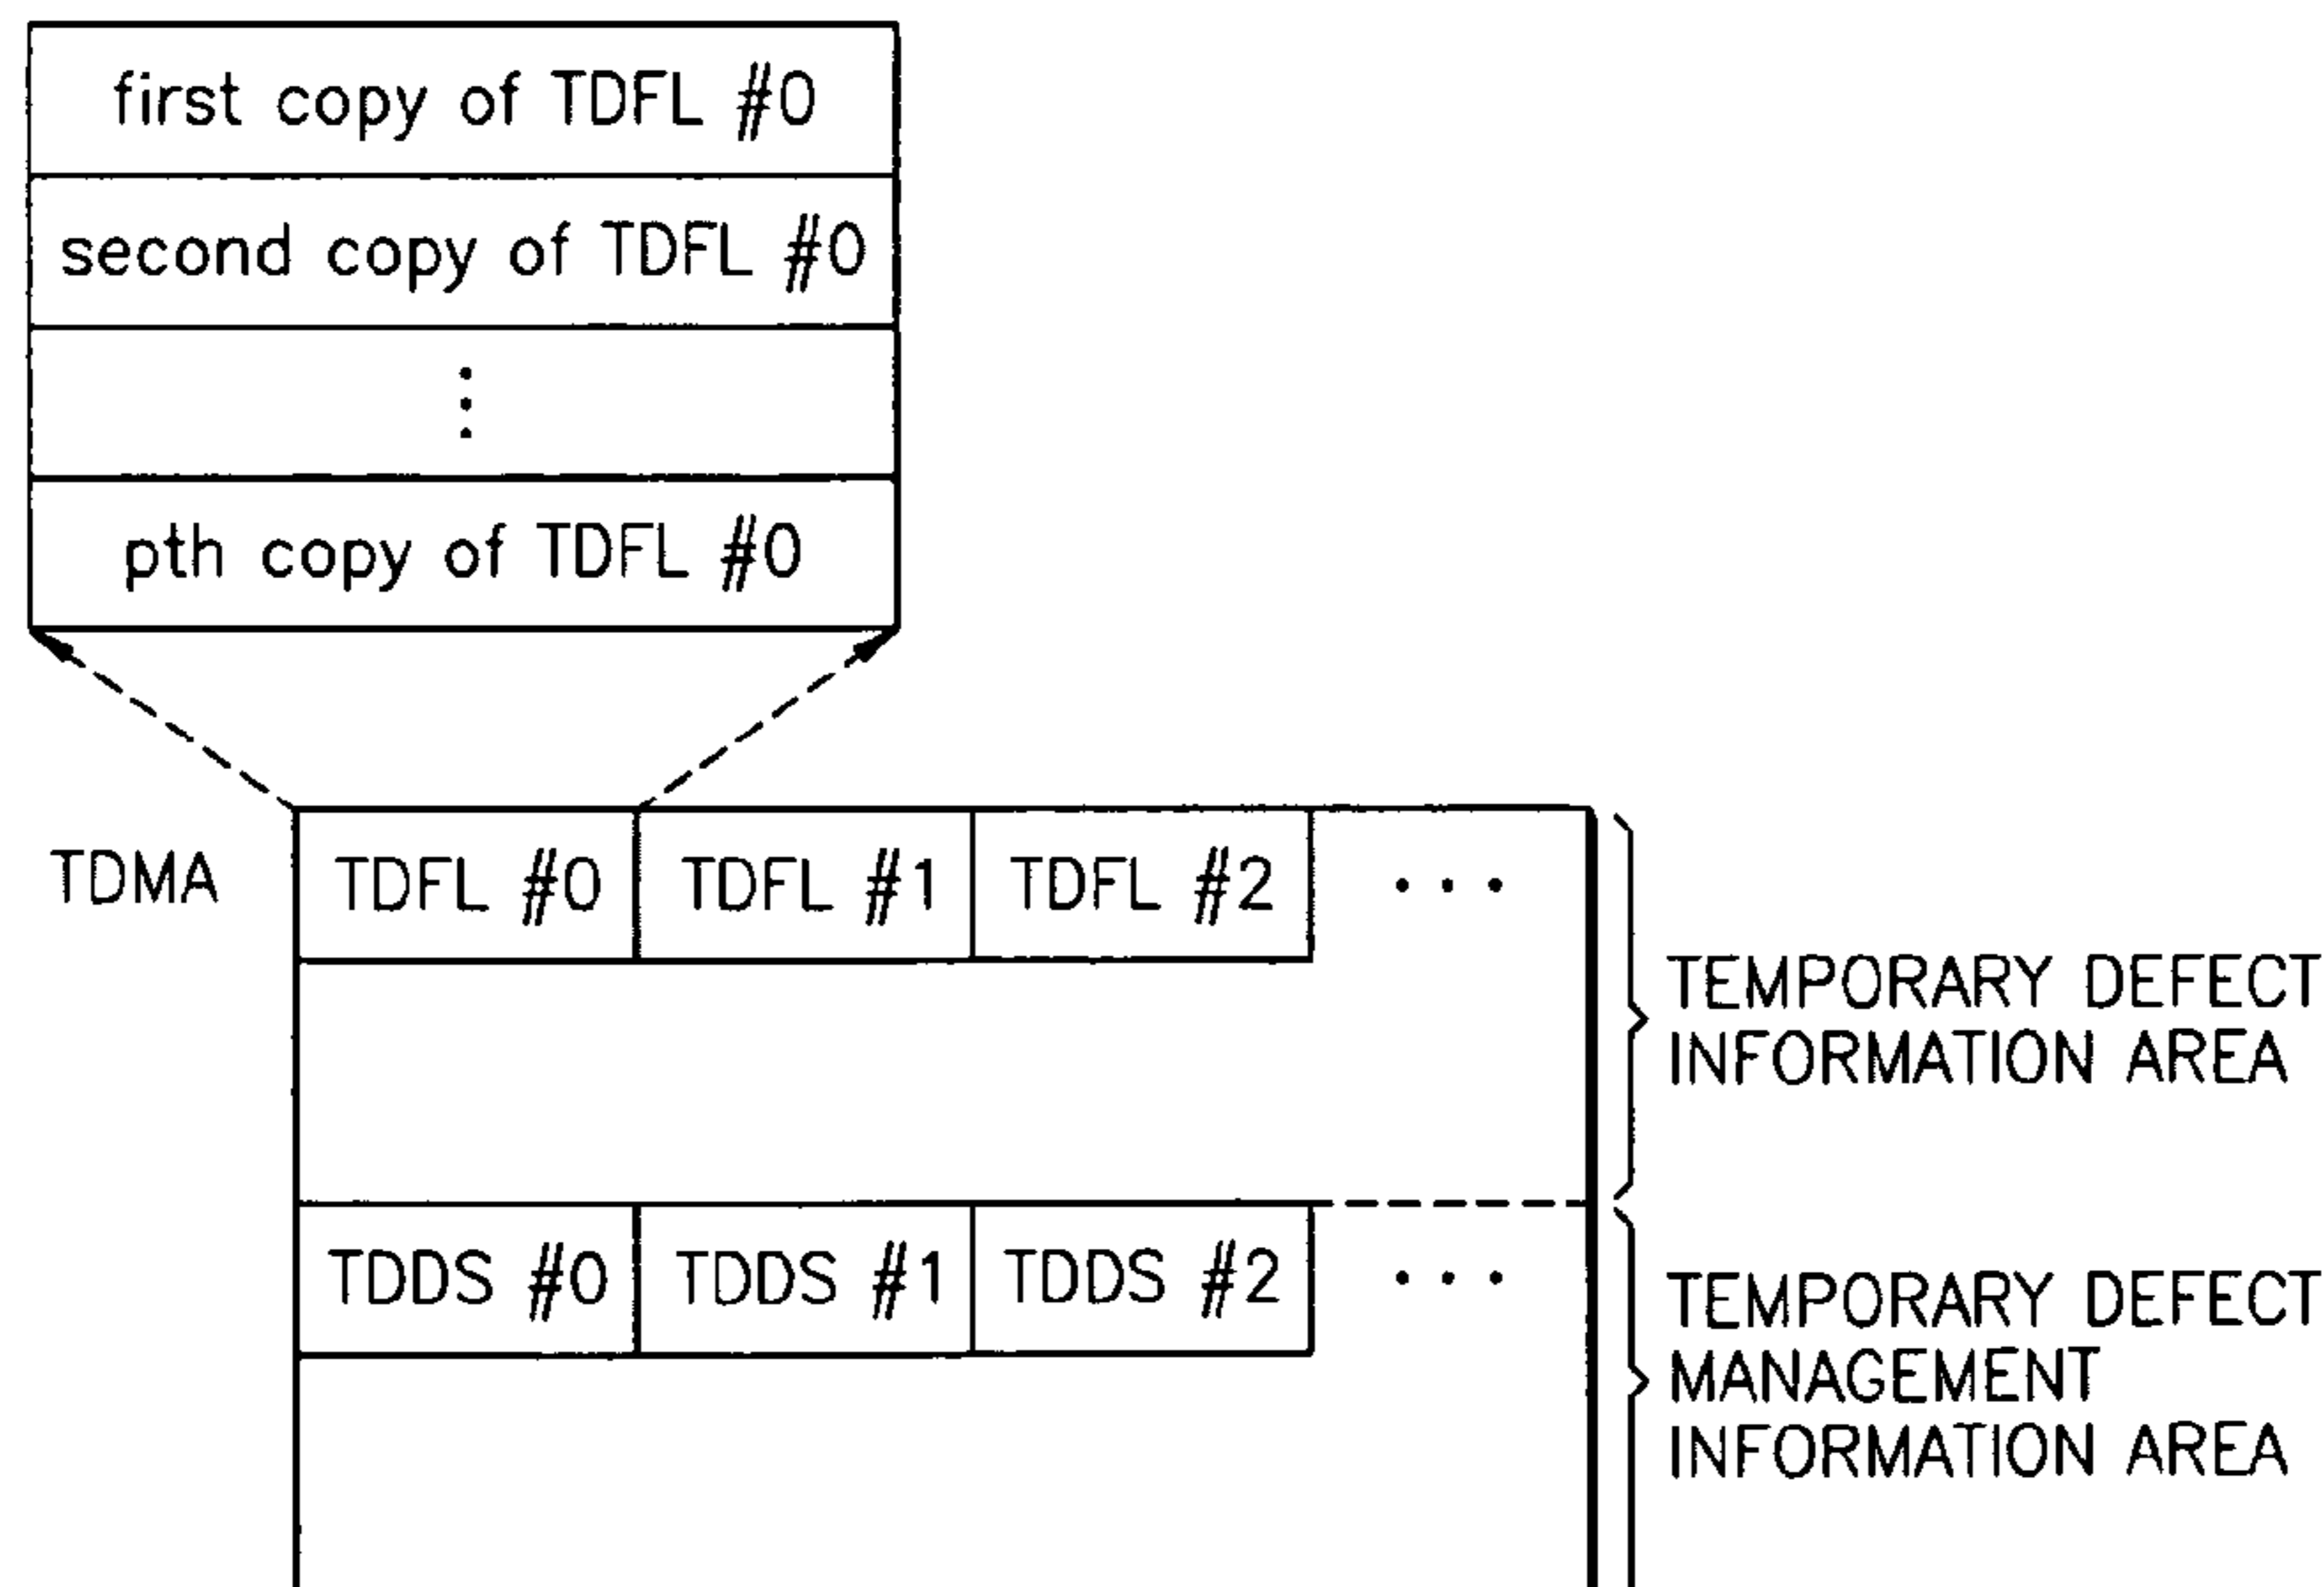 first copy of TDFL #0
second copy of TDFL #0
pth copy of TDFL #0
TDMA
TDFL #0 TDFL #1 TDFL #2 ...
TEMPORARY DEFECT
INFORMATION AREA
TDDS #0 TDDS #1 TDDS #2 ...
TEMPORARY DEFECT
MANAGEMENT
INFORMATION AREA